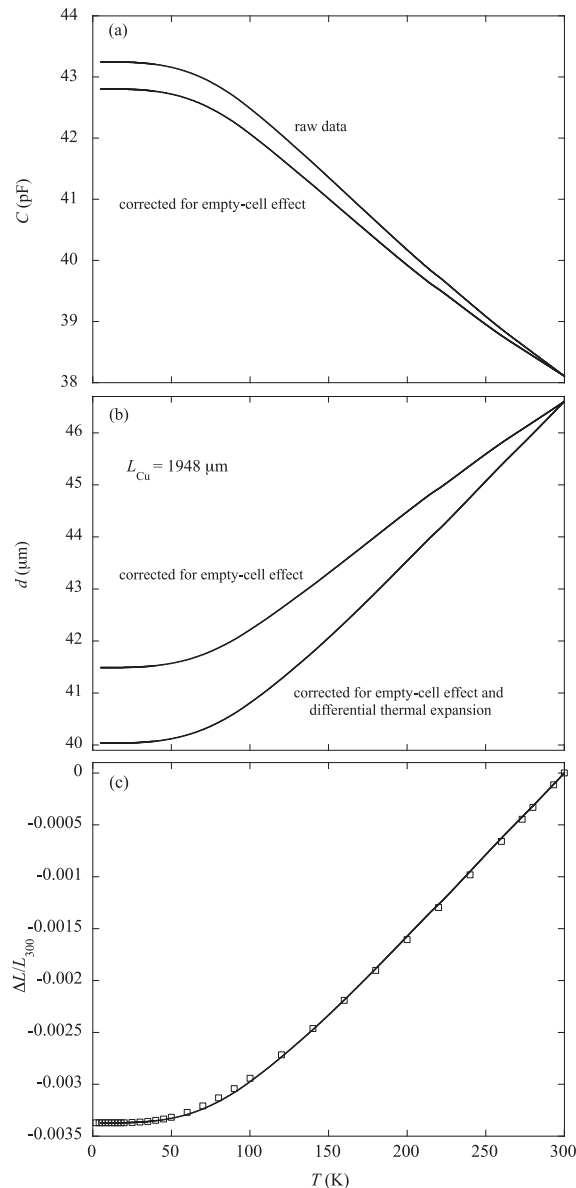 44
(a)
43
raw data
42
C (pF)
corrected for empty-cell effect
41
40
39
38
(b)
46
L_Cu = 1948 μm
45
44
d (μm)
corrected for empty-cell effect
43
42
41
corrected for empty-cell effect and
differential thermal expansion
40
0
(c)
-0.0005
-0.001
-0.0015
ΔL/L_300
-0.002
-0.0025
-0.003
-0.0035
0 50 100 150 200 250 300
T (K)